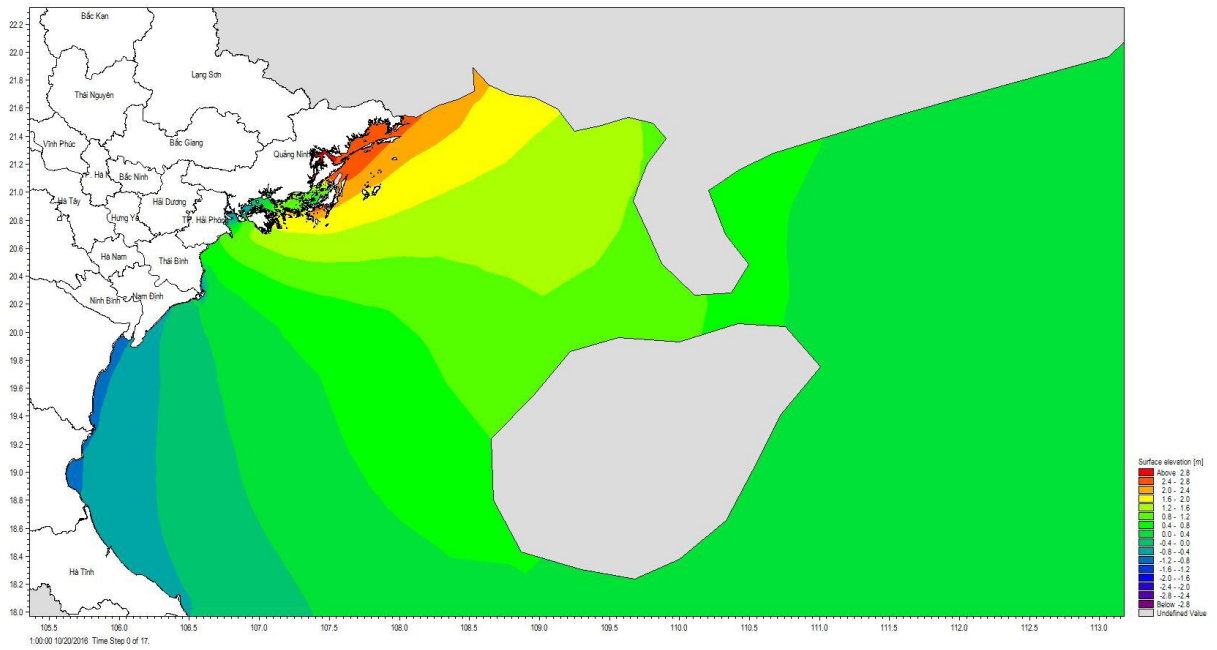 22.2
22.0
21.8
21.6
21.4
21.2
21.0
20.8
20.6
20.4
20.2
20.0
19.8
19.6
19.4
19.2
19.0
18.8
18.6
18.4
18.2
18.0
Bắc Kạn
Lạng Sơn
Thái Nguyên
Vĩnh Phúc
Bắc Giang
Quảng Ninh
P. Hà N
Bắc Ninh
Hà Tây
Hải Dương
Hưng Yê
TP. Hải Phòn
Hà Nam
Thái Bình
Ninh Bình
Nam Định
Hà Tĩnh
105.5 106.0 106.5 107.0 107.5 108.0 108.5 109.0 109.5 110.0 110.5 111.0 111.5 112.0 112.5 113.0
Surface elevation [m]
Above 2.8
2.4 - 2.8
2.0 - 2.4
1.6 - 2.0
1.2 - 1.6
0.8 - 1.2
0.4 - 0.8
0.0 - 0.4
-0.4 - 0.0
-0.8 - -0.4
-1.2 - -0.8
-1.6 - -1.2
-2.0 - -1.6
-2.4 - -2.0
-2.8 - -2.4
Below -2.8
Undefined Value
1:00:00 10/20/2016 Time Step 0 of 17.